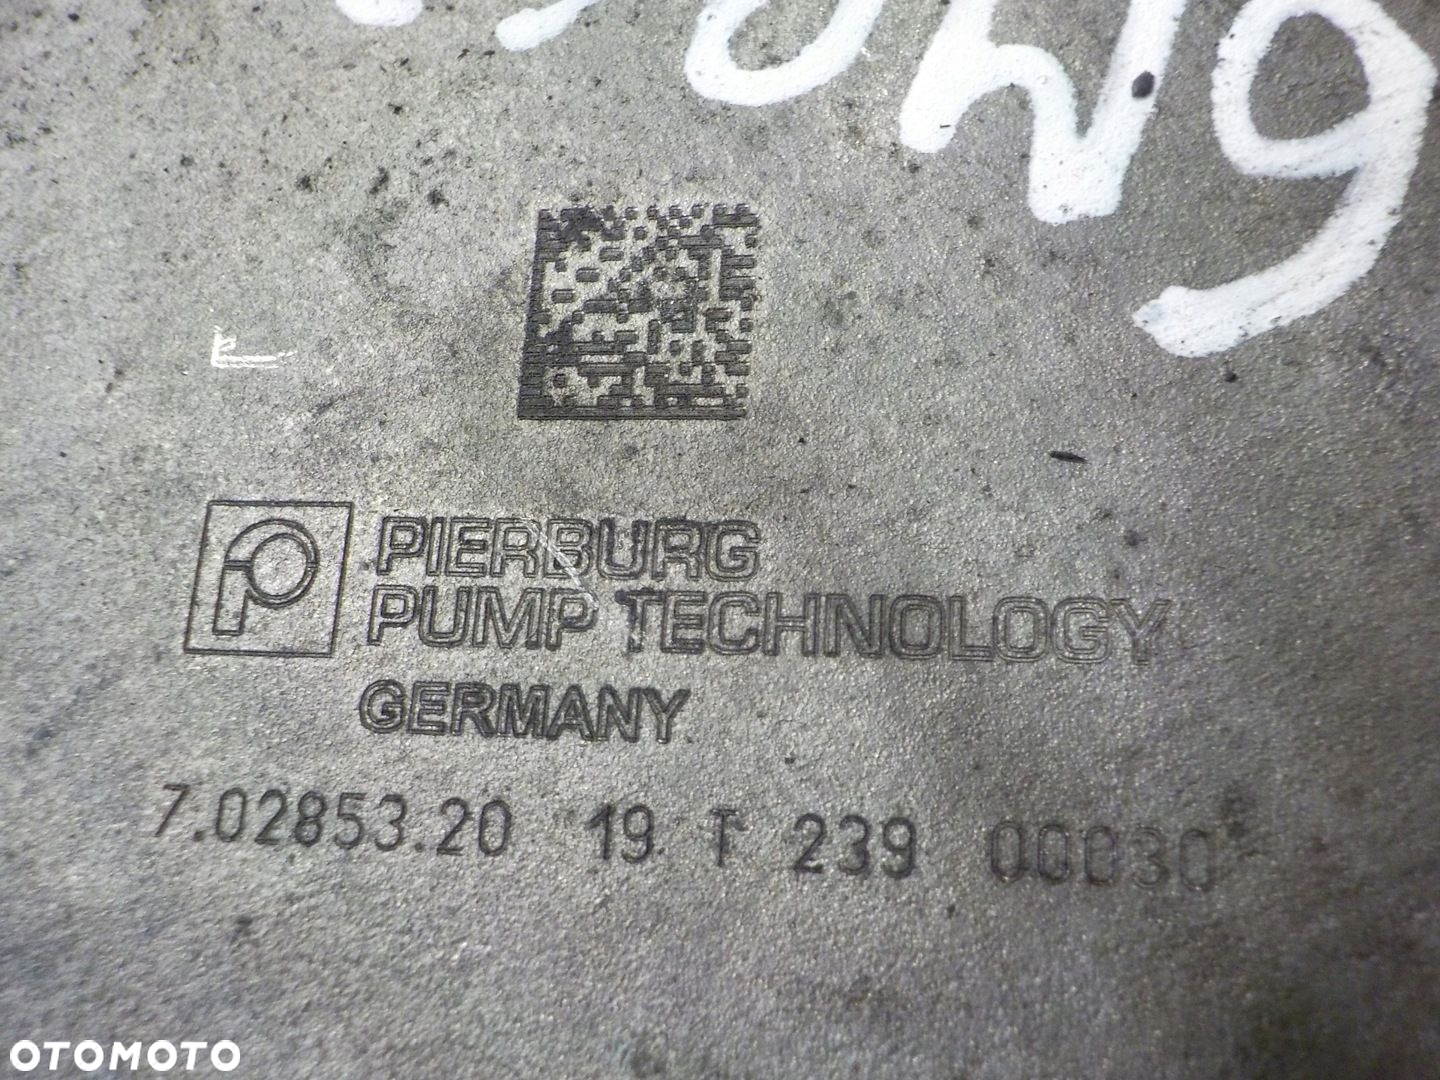 PIERBURG
PUMP TECHNOLOGY
GERMANY
7.02853.20 19 T 239 00030
OTOMOTO